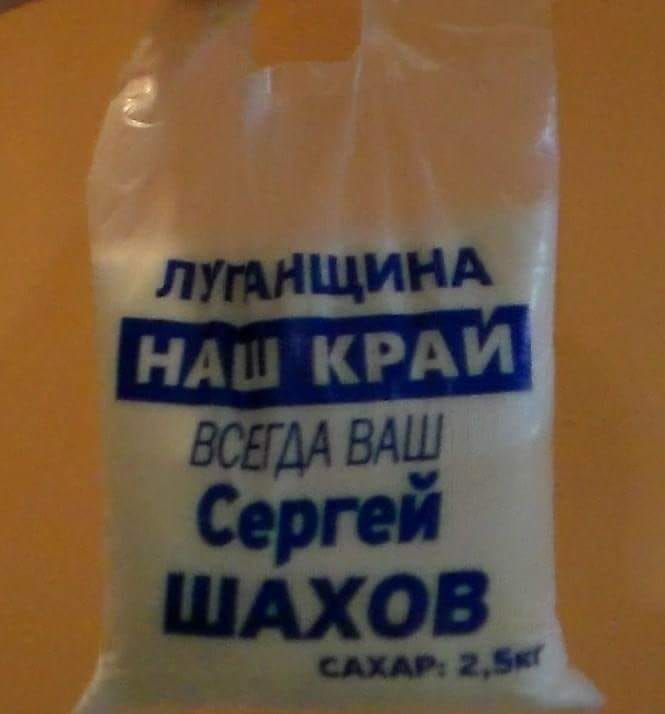 ЛУГАНЩИНА
НАШ КРАЙ
ВСЕГДА ВАШ
Сергей
ШАХОВ
САХАР: 2,5кг